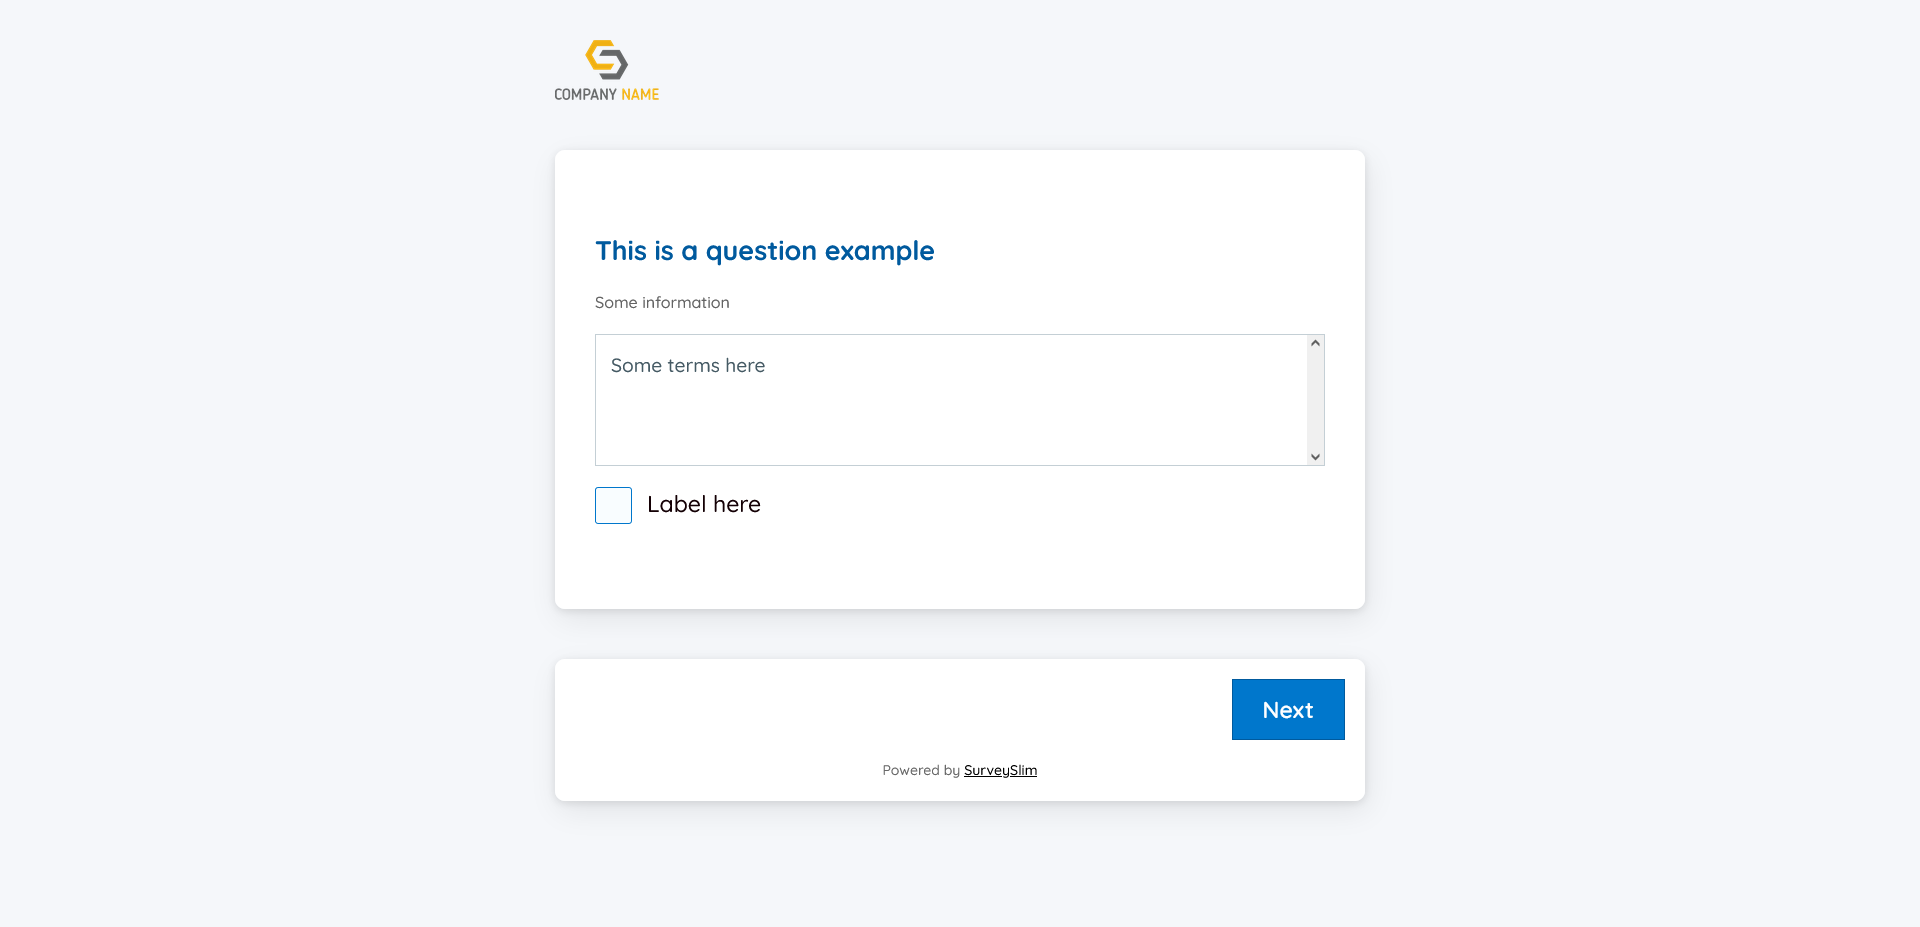 COMPANY NAME
This is a question example
Some information
Some terms here
Label here
Next
Powered by SurveySlim